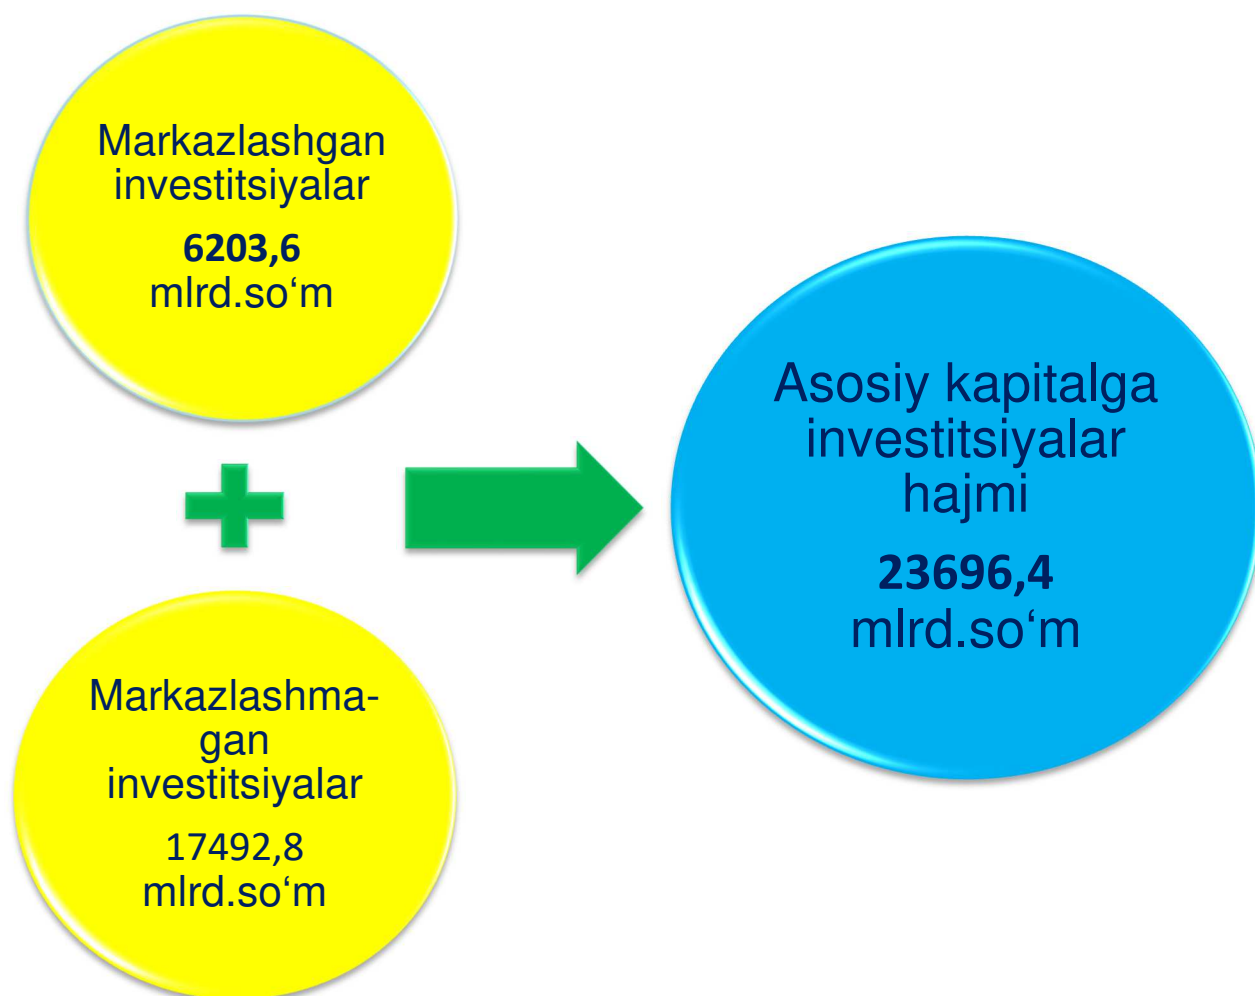 Markazlashgan
investitsiyalar
6203,6
mlrd.so‘m
Markazlashma-
gan
investitsiyalar
17492,8
mlrd.so‘m
Asosiy kapitalga
investitsiyalar
hajmi
23696,4
mlrd.so‘m